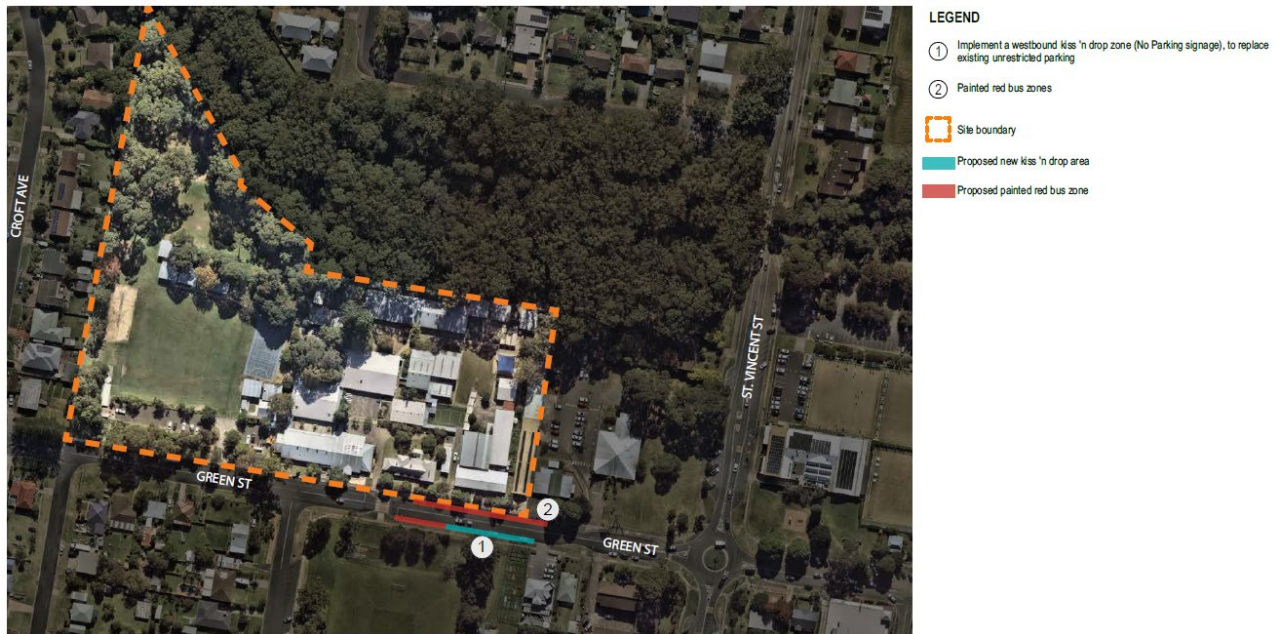 LEGEND
1 Implement a westbound kiss 'n drop zone (No Parking signage), to replace
existing unrestricted parking
2 Painted red bus zones
Site boundary
Proposed new kiss 'n drop area
Proposed painted red bus zone
CROFT AVE
ST. VINCENT ST
GREEN ST
2
1
GREEN ST